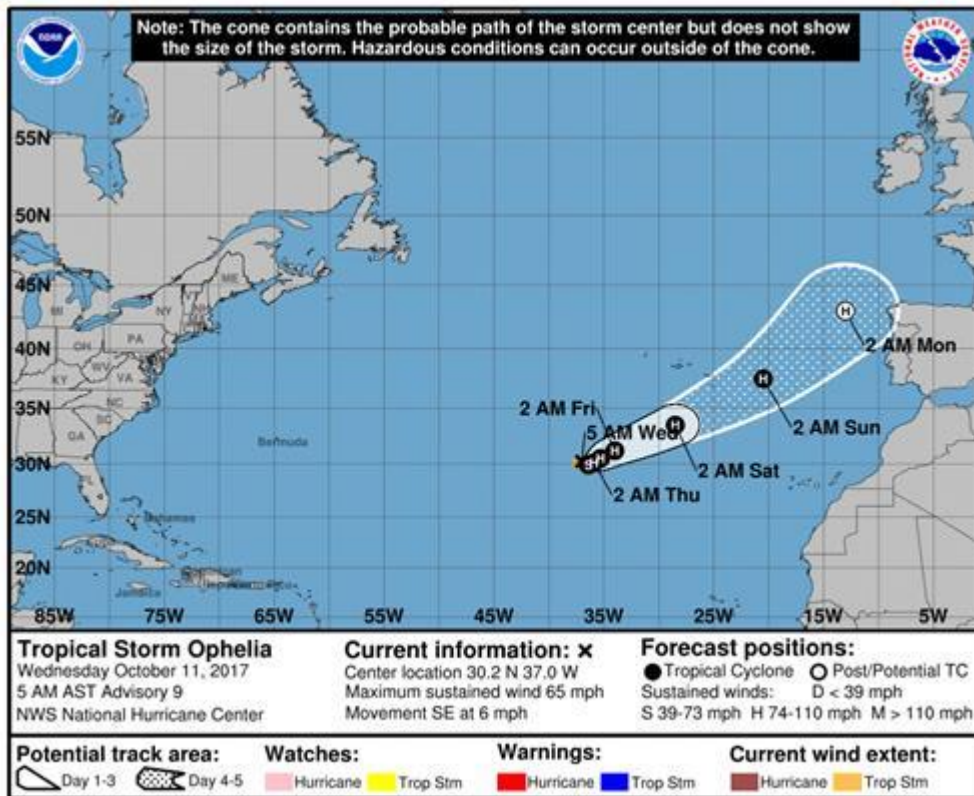 Note: The cone contains the probable path of the storm center but does not show
the size of the storm. Hazardous conditions can occur outside of the cone.
NOAA
55N
50N
45N
40N
35N
30N
25N
20N
85W
75W
65W
55W
45W
35W
25W
15W
5W
ME
VT
NH
MA
MI
NY
PA
OH
WV
VA
KY
NC
SC
GA
FL
Bermuda
Bahamas
Jamaica
2 AM Mon
2 AM Sun
2 AM Sat
2 AM Fri
5 AM Wed
2 AM Thu
H
H
H
H
H
S
Tropical Storm Ophelia
Wednesday October 11, 2017
5 AM AST Advisory 9
NWS National Hurricane Center
Current information: x
Center location 30.2 N 37.0 W
Maximum sustained wind 65 mph
Movement SE at 6 mph
Forecast positions:
Tropical Cyclone Post/Potential TC
Sustained winds: D < 39 mph
S 39-73 mph H 74-110 mph M > 110 mph
Potential track area:
Day 1-3 Day 4-5
Watches:
Hurricane Trop Stm
Warnings:
Hurricane Trop Stm
Current wind extent:
Hurricane Trop Stm